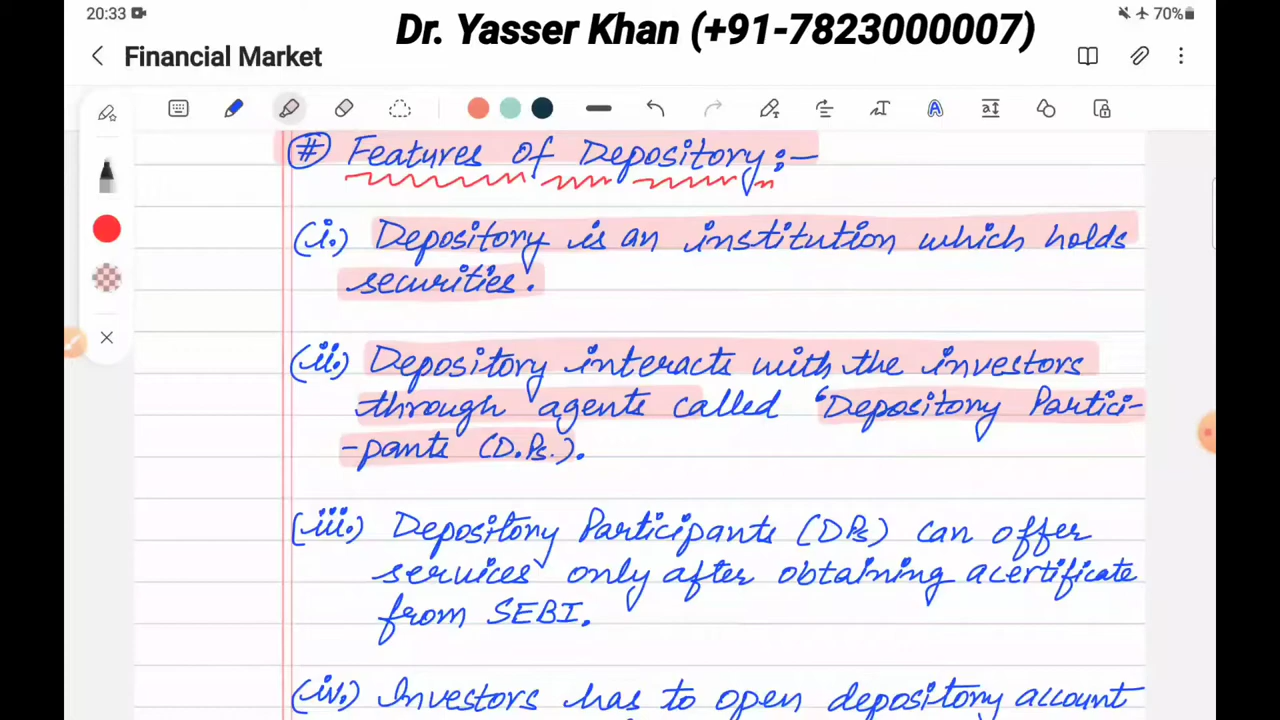 20:33
70%
Dr. Yasser Khan (+91-7823000007)
Financial Market
# Features of Depository:-
(i.) Depository is an institution which holds
securities.
(ii.) Depository interacts with the investors
through agents called 'Depository Partici-
-pants (D.Ps.).
(iii.) Depository Participants (DPs) can offer
services only after obtaining a certificate
from SEBI.
(iv.) Investors has to open depository account